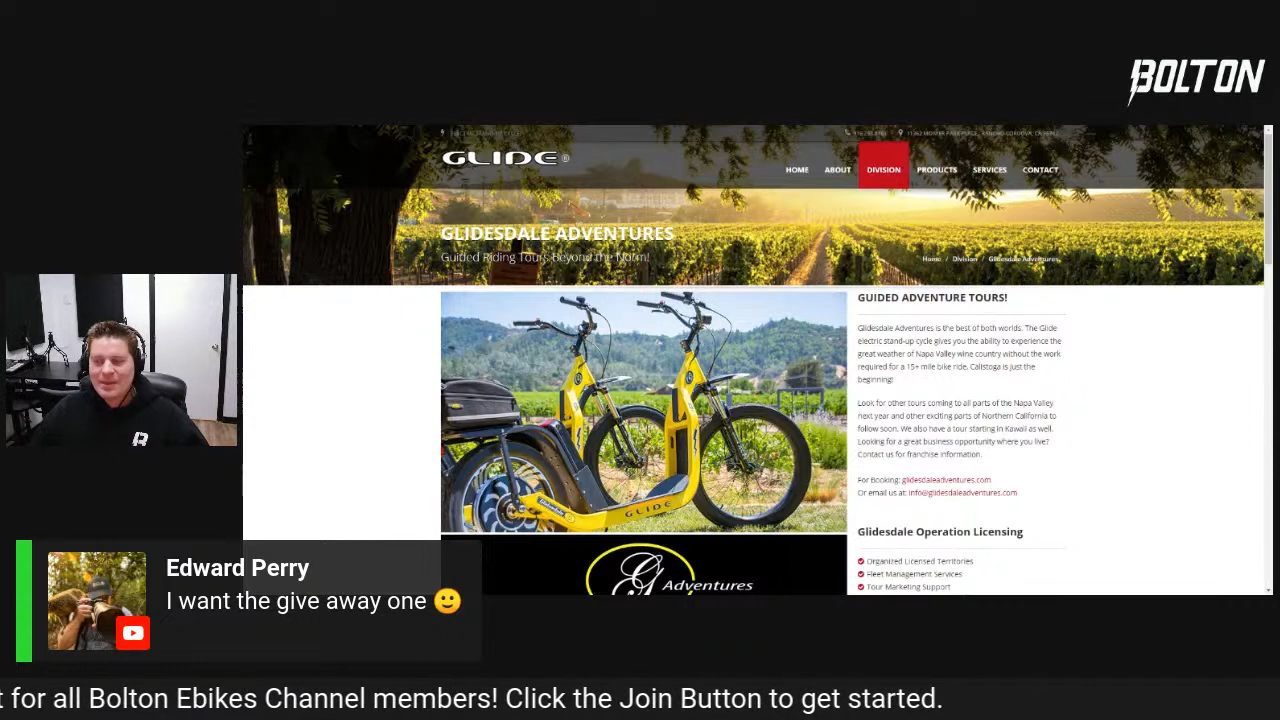 BOLTON
GLIDE®
HOME ABOUT DIVISION PRODUCTS SERVICES CONTACT
GLIDESDALE ADVENTURES
Guided Riding Tours Beyond the Norm!
Home / Division / Glidesdale Adventures
GUIDED ADVENTURE TOURS!
Glidesdale Adventures is the best of both worlds. The Glide
electric stand-up cycle gives you the ability to experience the
great weather of Napa Valley wine country without the work
required for a 15+ mile bike ride. Calistoga is just the
beginning!
Look for other tours coming to all parts of the Napa Valley
next year and other exciting parts of Northern California to
follow soon. We also have a tour starting in Kawaii as well.
Looking for a great business opportunity where you live?
Contact us for franchise information.
For Booking: glidesdaleadventures.com
Or email us at: info@glidesdaleadventures.com
GLIDE
Glidesdale Operation Licensing
Organized Licensed Territories
Fleet Management Services
Tour Marketing Support
G Adventures
Edward Perry
I want the give away one 🙂
t for all Bolton Ebikes Channel members! Click the Join Button to get started.